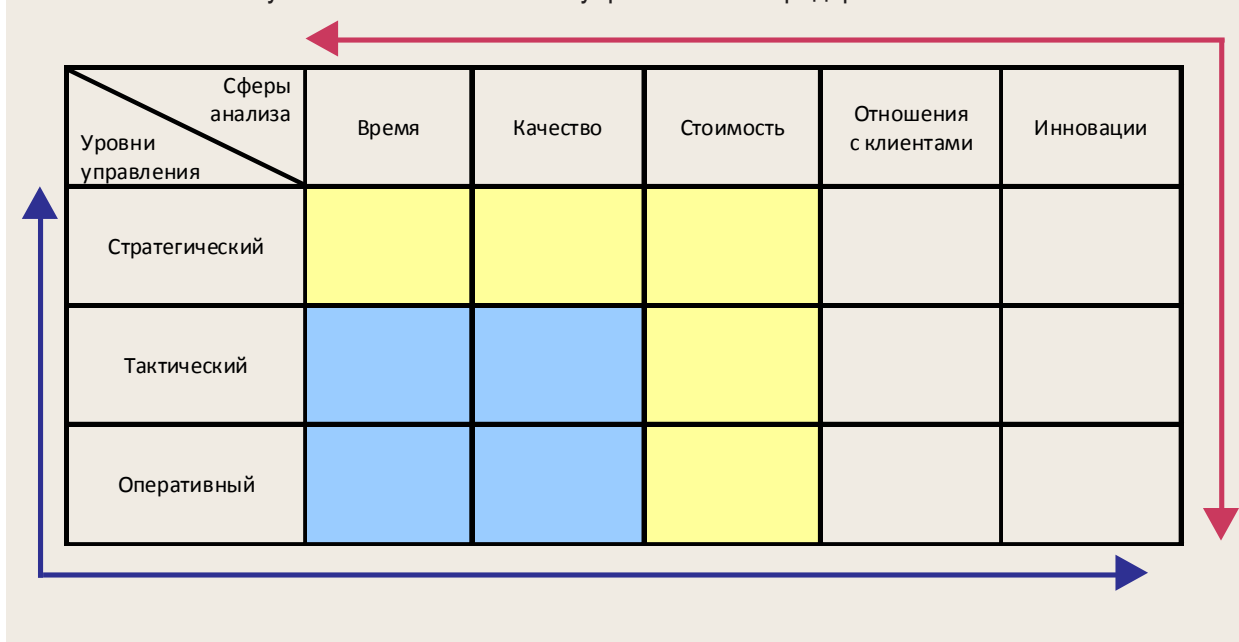 Сферы
анализа
Уровни
управления
Время
Качество
Стоимость
Отношения
с клиентами
Инновации
Стратегический
Тактический
Оперативный